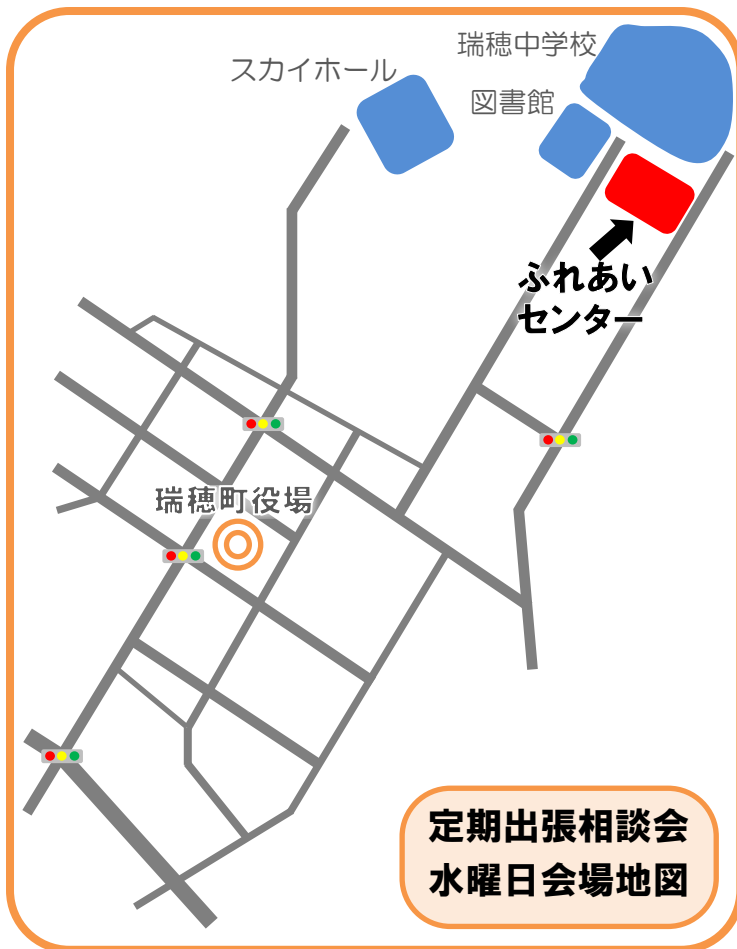 瑞穂中学校
スカイホール
図書館
ふれあい
センター
瑞穂町役場
定期出張相談会
水曜日会場地図